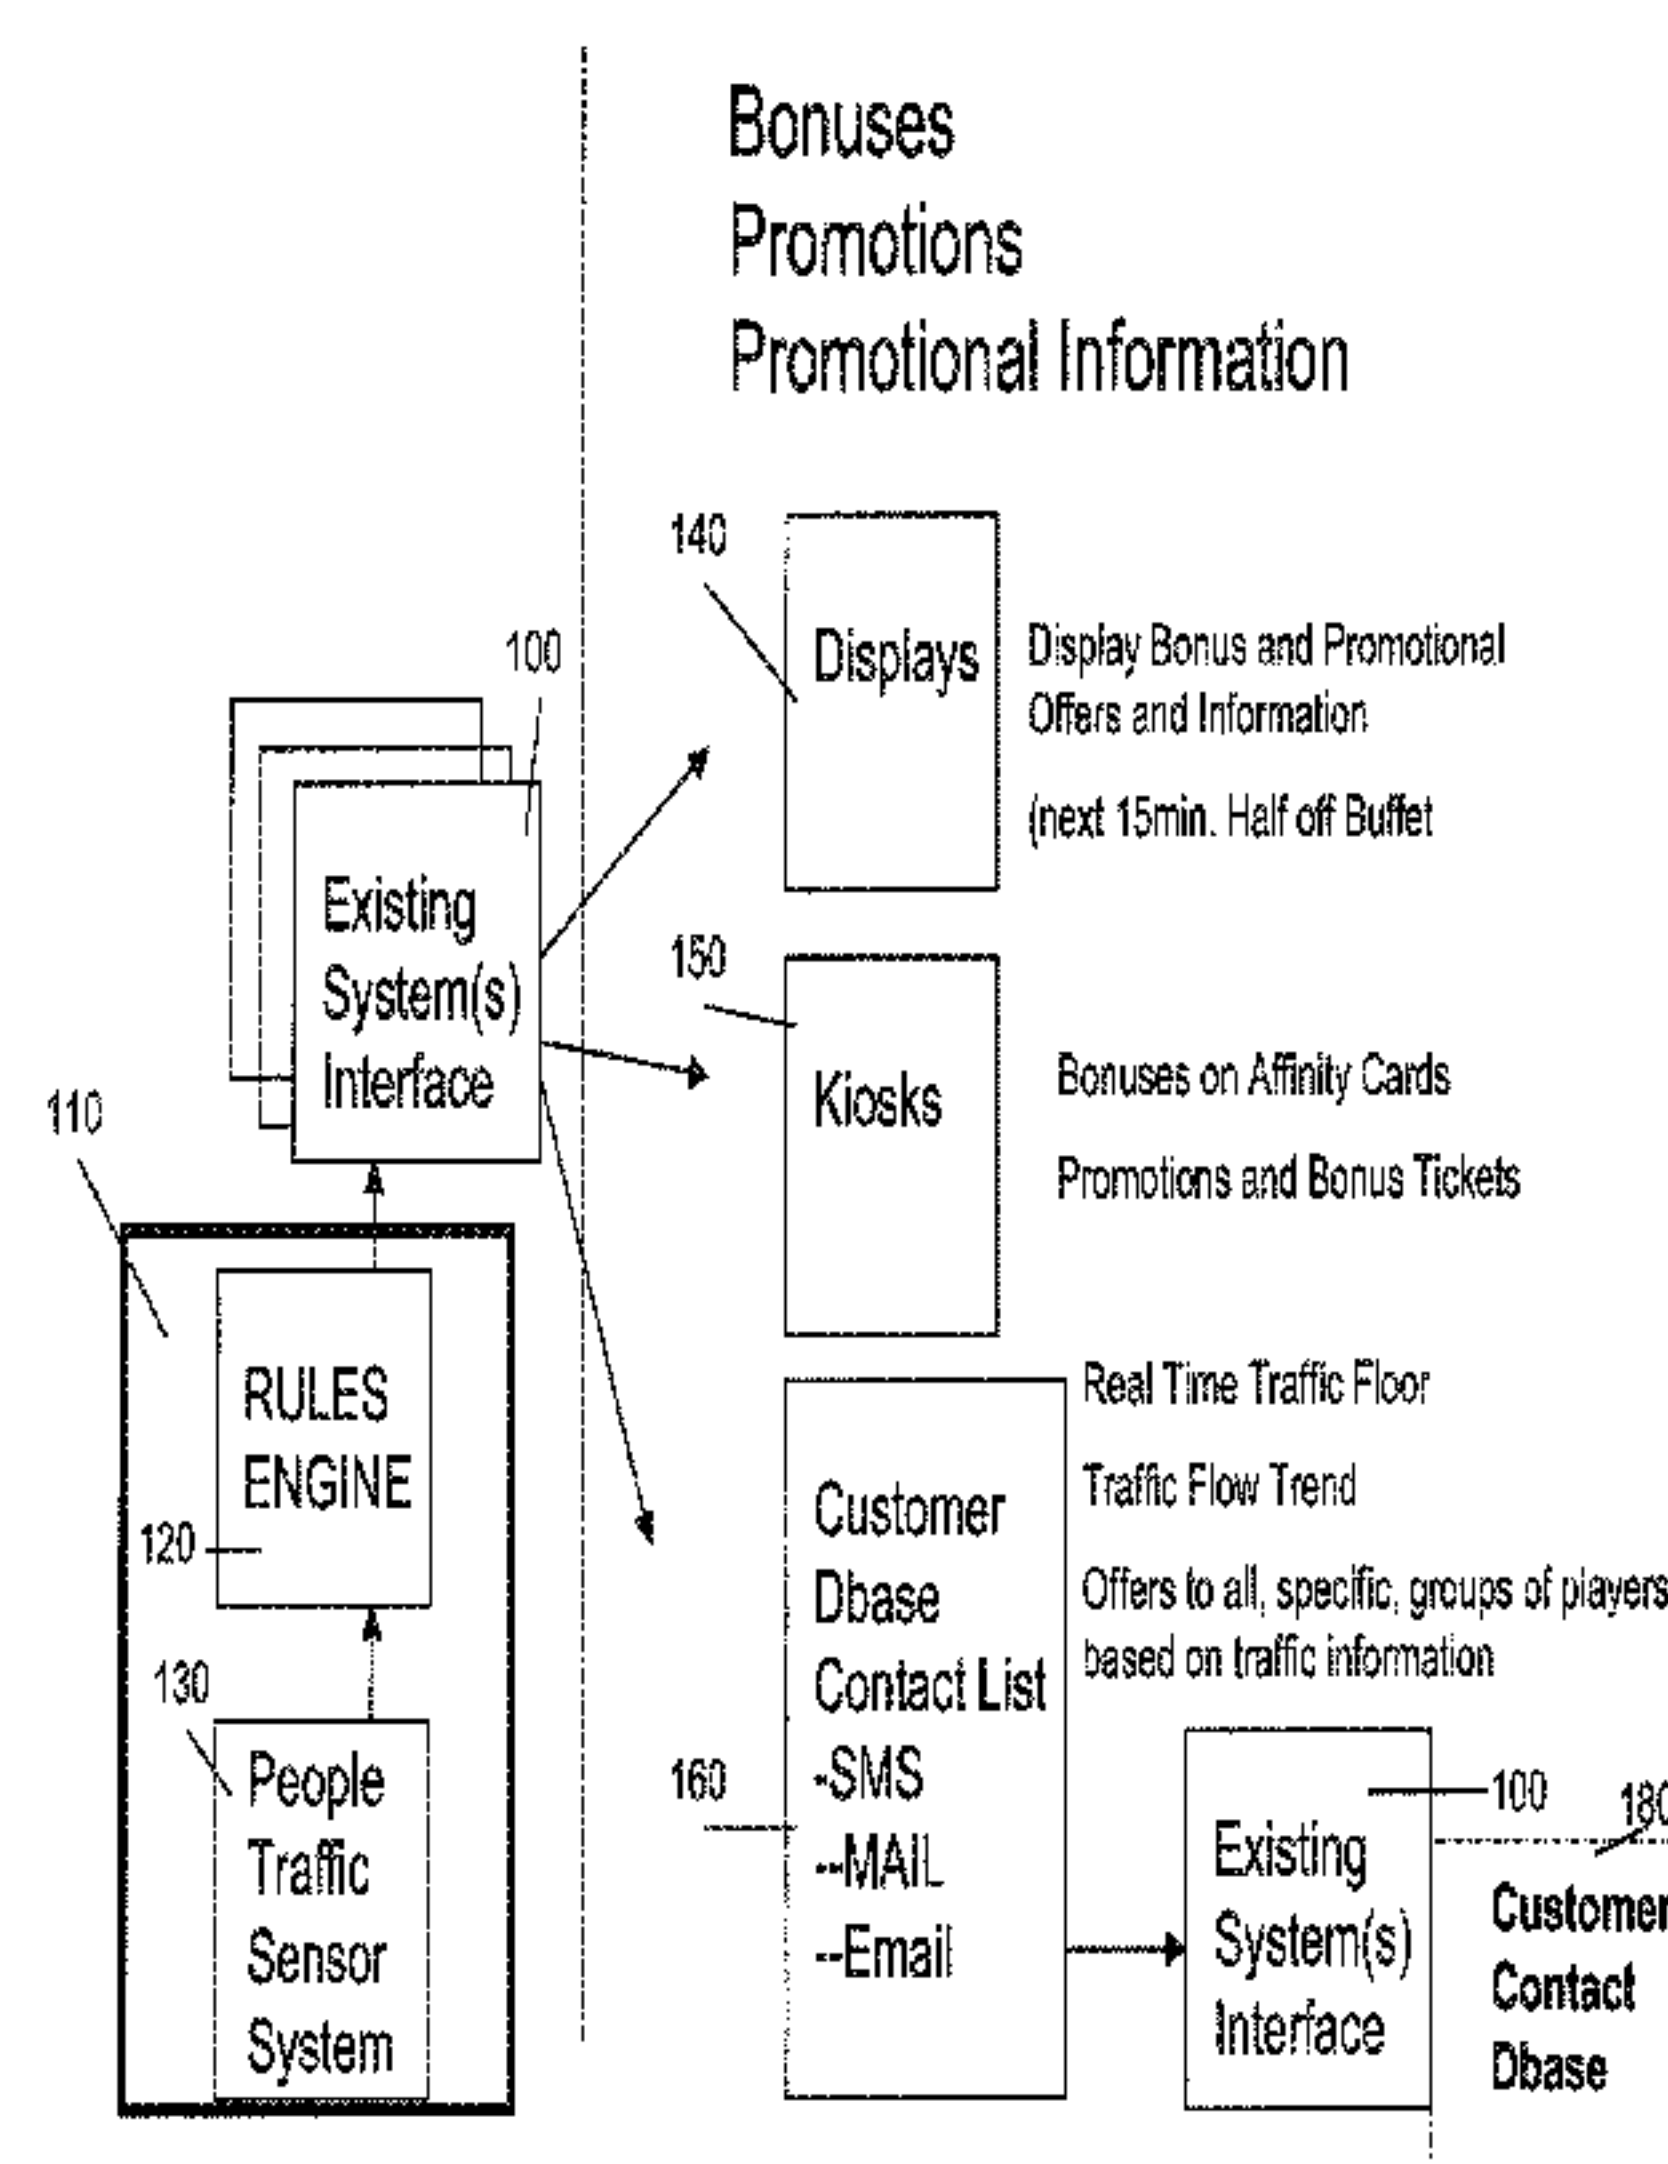 Bonuses
Promotions
Promotional Information
140
Displays
Display Bonus and Promotional
Offers and Information
(next 15min. Half off Buffet
100
Existing
System(s)
Interface
150
Kiosks
Bonuses on Affinity Cards
Promotions and Bonus Tickets
110
RULES
ENGINE
120
130
People
Traffic
Sensor
System
Real Time Traffic Floor
Traffic Flow Trend
Offers to all, specific, groups of players
based on traffic information
Customer
Dbase
Contact List
-SMS
--MAIL
--Email
160
100
Existing
System(s)
Interface
180
Customer
Contact
Dbase